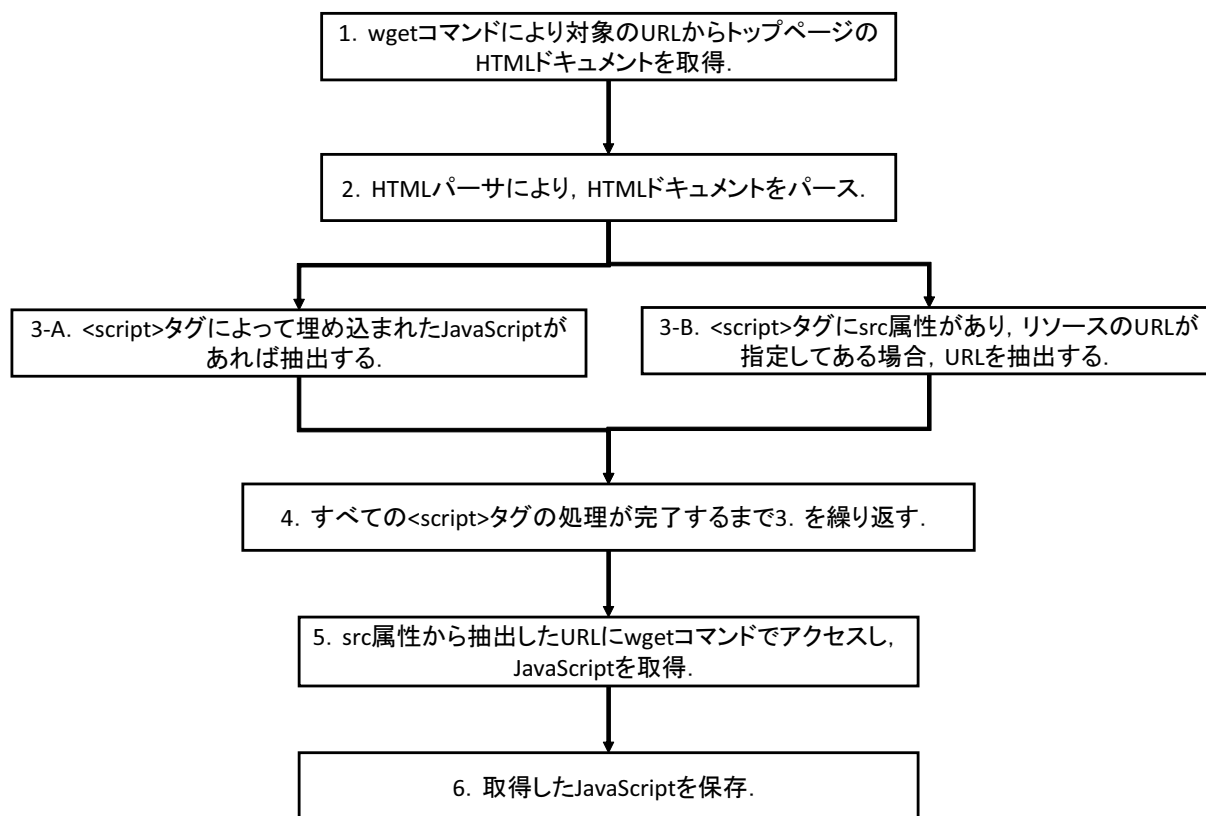 1. wgetコマンドにより対象のURLからトップページの
HTMLドキュメントを取得.
2. HTMLパーサにより, HTMLドキュメントをパース.
3-A. <script>タグによって埋め込まれたJavaScriptが
あれば抽出する.
3-B. <script>タグにsrc属性があり, リソースのURLが
指定してある場合, URLを抽出する.
4. すべての<script>タグの処理が完了するまで3. を繰り返す.
5. src属性から抽出したURLにwgetコマンドでアクセスし,
JavaScriptを取得.
6. 取得したJavaScriptを保存.